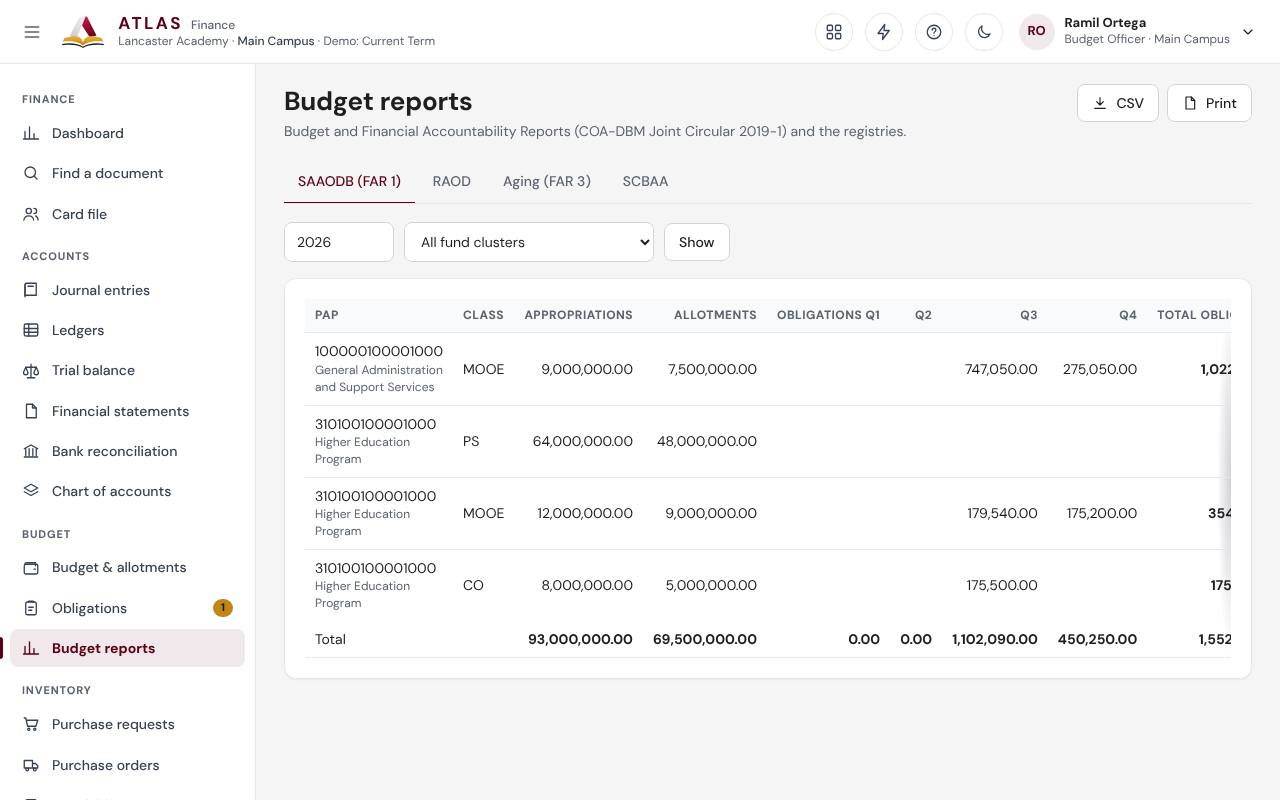 ATLAS Finance
Lancaster Academy · Main Campus · Demo: Current Term
RO
Ramil Ortega
Budget Officer · Main Campus
FINANCE
Dashboard
Find a document
Card file
ACCOUNTS
Journal entries
Ledgers
Trial balance
Financial statements
Bank reconciliation
Chart of accounts
BUDGET
Budget & allotments
Obligations 1
Budget reports
INVENTORY
Purchase requests
Purchase orders
Budget reports
Budget and Financial Accountability Reports (COA-DBM Joint Circular 2019-1) and the registries.
CSV
Print
SAAODB (FAR 1) RAOD Aging (FAR 3) SCBAA
2026 All fund clusters Show
PAP CLASS APPROPRIATIONS ALLOTMENTS OBLIGATIONS Q1 Q2 Q3 Q4 TOTAL
100000100001000
General Administration
and Support Services
MOOE 9,000,000.00 7,500,000.00 747,050.00 275,050.00 1,022
310100100001000
Higher Education
Program
PS 64,000,000.00 48,000,000.00
310100100001000
Higher Education
Program
MOOE 12,000,000.00 9,000,000.00 179,540.00 175,200.00 354
310100100001000
Higher Education
Program
CO 8,000,000.00 5,000,000.00 175,500.00 175
Total 93,000,000.00 69,500,000.00 0.00 0.00 1,102,090.00 450,250.00 1,552